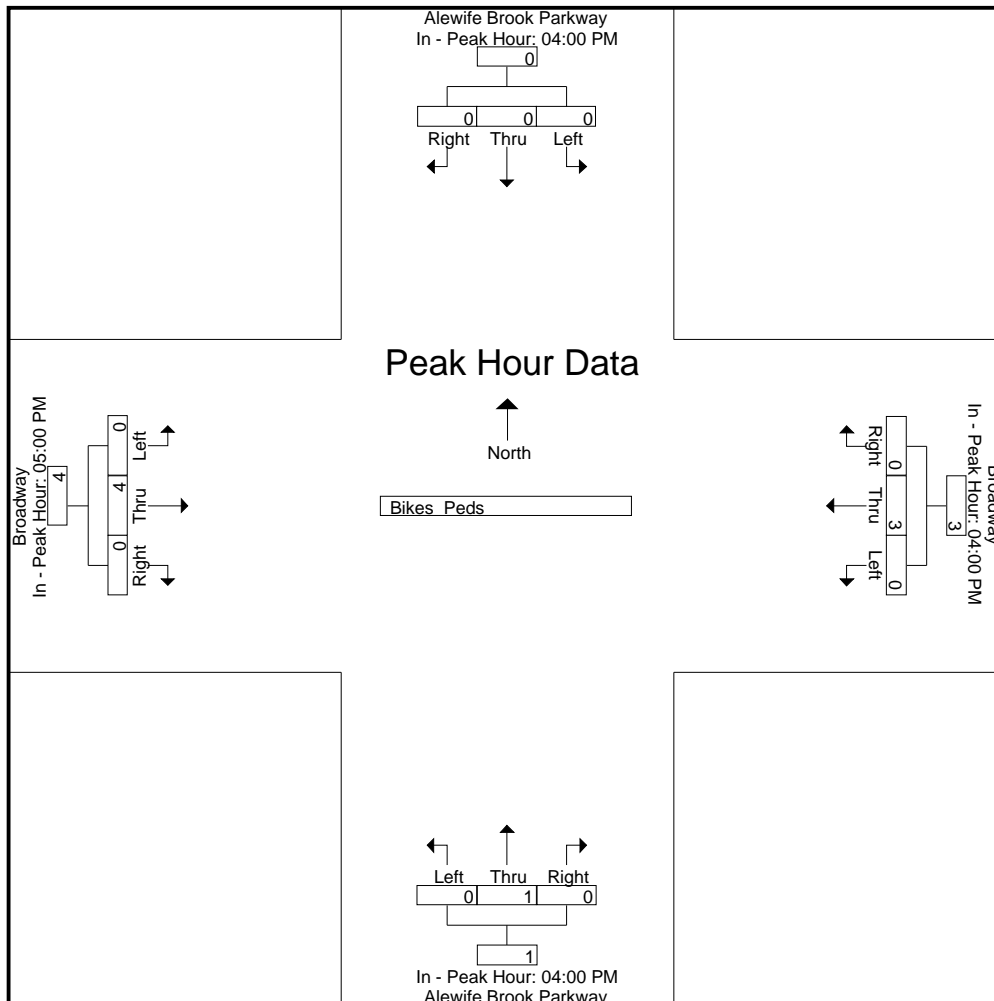 Alewife Brook Parkway
In - Peak Hour: 04:00 PM
0
0 0 0
Right Thru Left
Peak Hour Data
North
Bikes Peds
Broadway
In - Peak Hour: 05:00 PM
4
0 4 0
Left Thru Right
Broadway
In - Peak Hour: 04:00 PM
3
0 3 0
Right Thru Left
Left Thru Right
0 1 0
1
In - Peak Hour: 04:00 PM
Alewife Brook Parkway